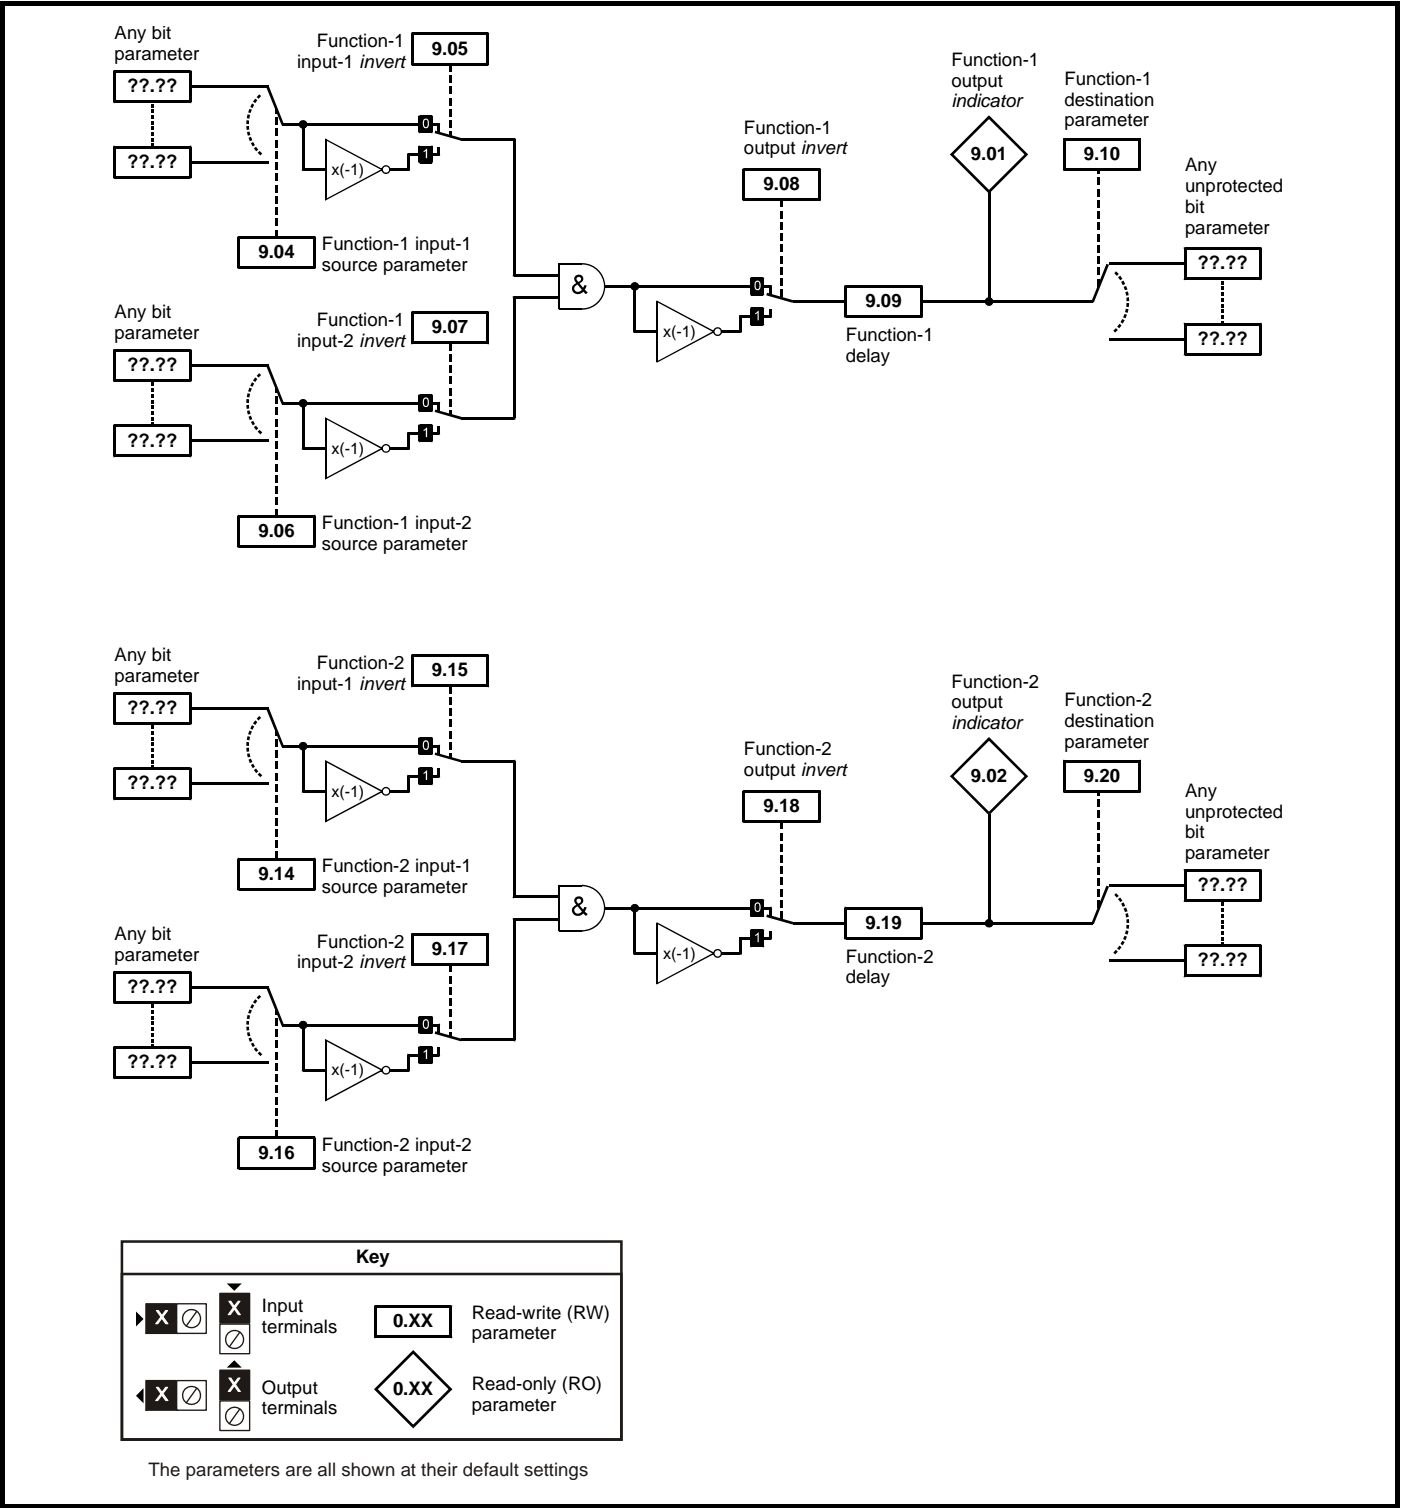 Any bit
parameter
??.??
??.??
Function-1
input-1 invert
9.05
0
1
x(-1)
9.04
Function-1 input-1
source parameter
Any bit
parameter
??.??
??.??
Function-1
input-2 invert
9.07
0
1
x(-1)
9.06
Function-1 input-2
source parameter
&
x(-1)
Function-1
output invert
9.08
0
1
9.09
Function-1
delay
Function-1
output
indicator
9.01
Function-1
destination
parameter
9.10
Any
unprotected
bit
parameter
??.??
??.??
Any bit
parameter
??.??
??.??
Function-2
input-1 invert
9.15
0
1
x(-1)
9.14
Function-2 input-1
source parameter
Any bit
parameter
??.??
??.??
Function-2
input-2 invert
9.17
0
1
x(-1)
9.16
Function-2 input-2
source parameter
&
x(-1)
Function-2
output invert
9.18
0
1
9.19
Function-2
delay
Function-2
output
indicator
9.02
Function-2
destination
parameter
9.20
Any
unprotected
bit
parameter
??.??
??.??
Key
X
X
Input
terminals
0.XX
Read-write (RW)
parameter
X
X
Output
terminals
0.XX
Read-only (RO)
parameter
The parameters are all shown at their default settings